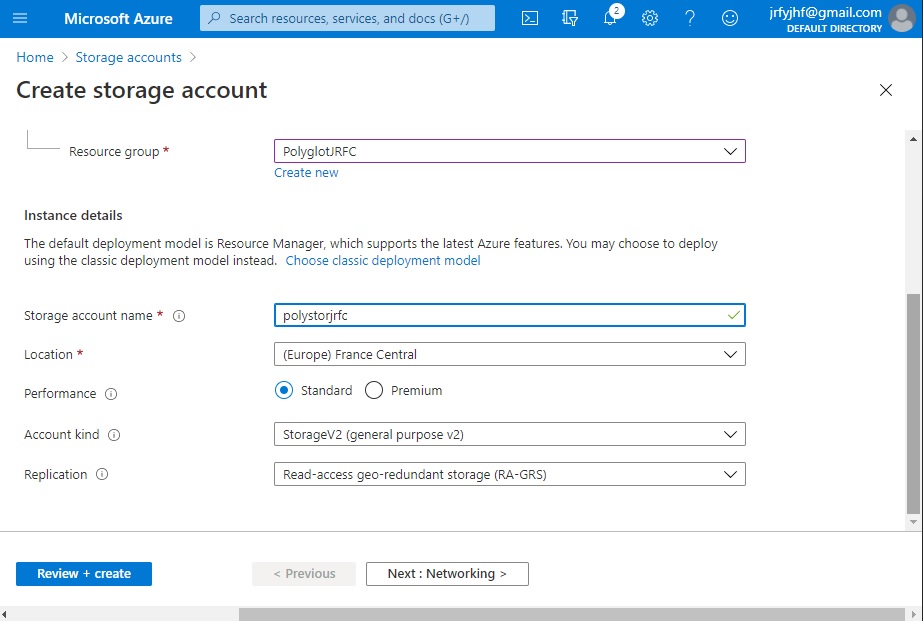 Microsoft Azure
Search resources, services, and docs (G+/)
2
jrfyjhf@gmail.com
DEFAULT DIRECTORY
Home > Storage accounts >
Create storage account
Resource group *
PolyglotJRFC
Create new
Instance details
The default deployment model is Resource Manager, which supports the latest Azure features. You may choose to deploy
using the classic deployment model instead. Choose classic deployment model
Storage account name *
polystorjrfc
Location *
(Europe) France Central
Performance
Standard
Premium
Account kind
StorageV2 (general purpose v2)
Replication
Read-access geo-redundant storage (RA-GRS)
Review + create
< Previous
Next : Networking >